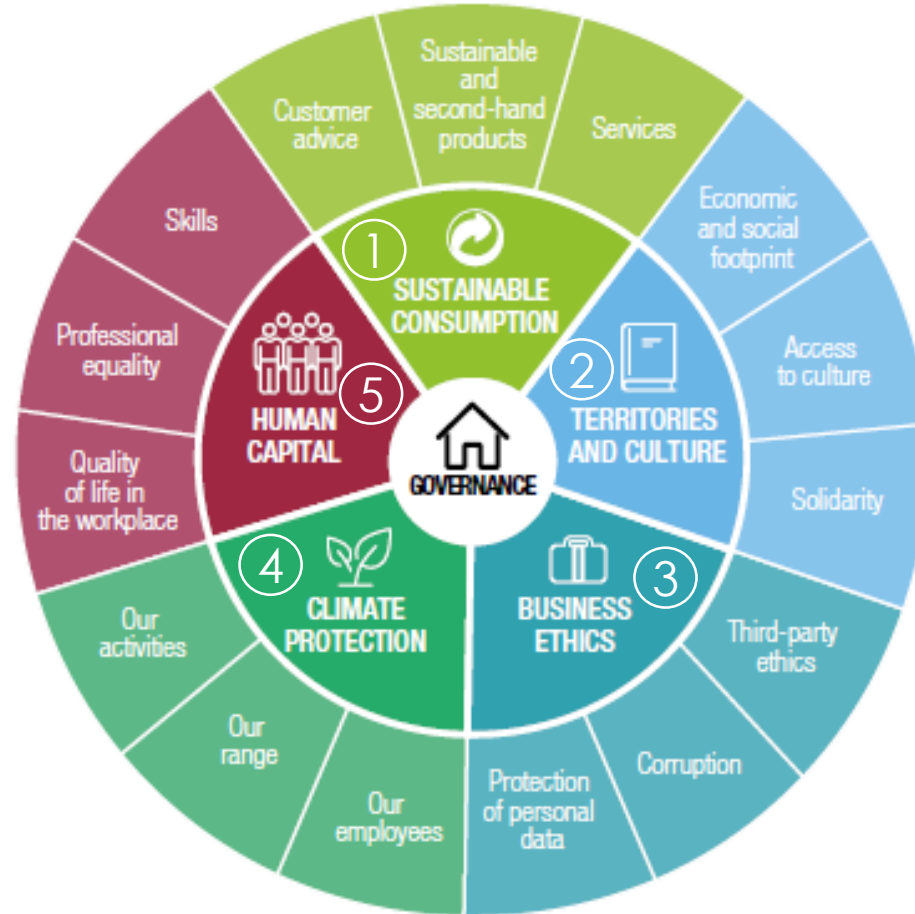 Customer
advice
Sustainable
and
second-hand
products
Services
Economic
and social
footprint
Access
to culture
Solidarity
Third-party
ethics
Corruption
Protection
of personal
data
Our
employees
Our
range
Our
activities
Quality
of life in
the workplace
Professional
equality
Skills
1
SUSTAINABLE
CONSUMPTION
2
TERRITORIES
AND CULTURE
3
BUSINESS
ETHICS
4
CLIMATE
PROTECTION
5
HUMAN
CAPITAL
GOVERNANCE